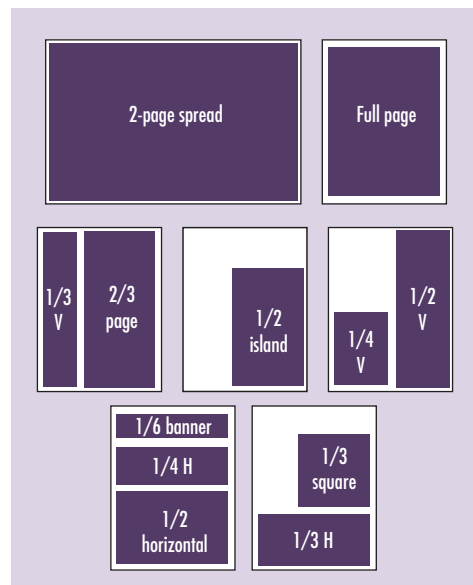 2-page spread
Full page
1/3
V
2/3
page
1/2
island
1/4
V
1/2
V
1/6 banner
1/4 H
1/2
horizontal
1/3
square
1/3 H